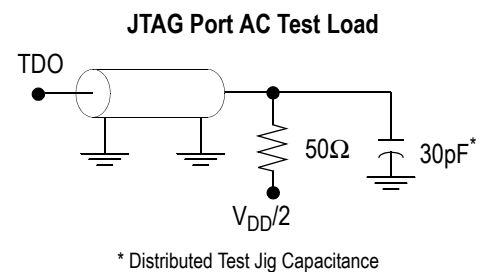 JTAG Port AC Test Load
TDO
50Ω
30pF*
VDD/2
* Distributed Test Jig Capacitance